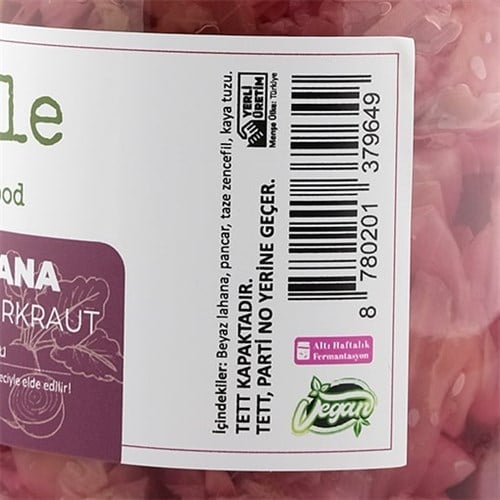 le
ood
ANA
RKRAUT
eciyle elde edilir!
İçindekiler: Beyaz lahana, pancar, taze zencefil, kaya tuzu.
TETT KAPAKTADIR.
TETT, PARTİ NO YERİNE GEÇER.
YERLİ
ÜRETİM
Menşe Ülke: Türkiye
8 780201 379649
Altı Haftalık
Fermantasyon
Vegan